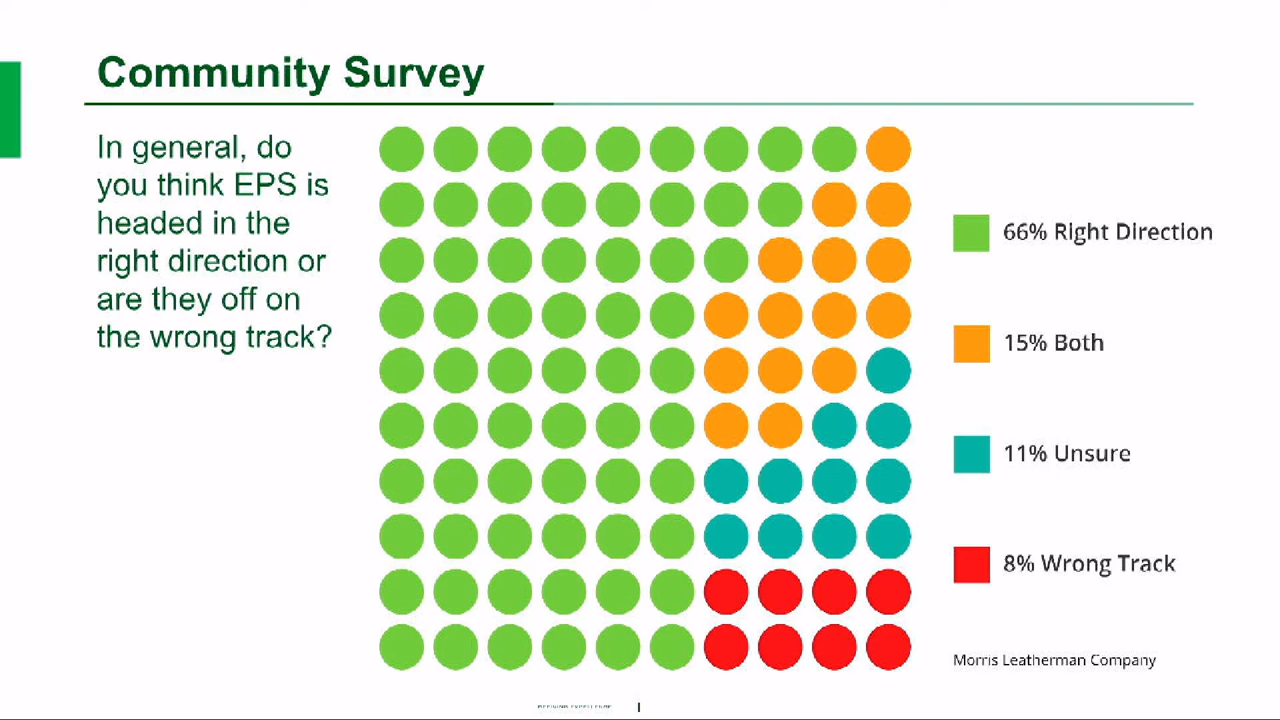 Community Survey
In general, do
you think EPS is
headed in the
right direction or
are they off on
the wrong track?
66% Right Direction
15% Both
11% Unsure
8% Wrong Track
Morris Leatherman Company